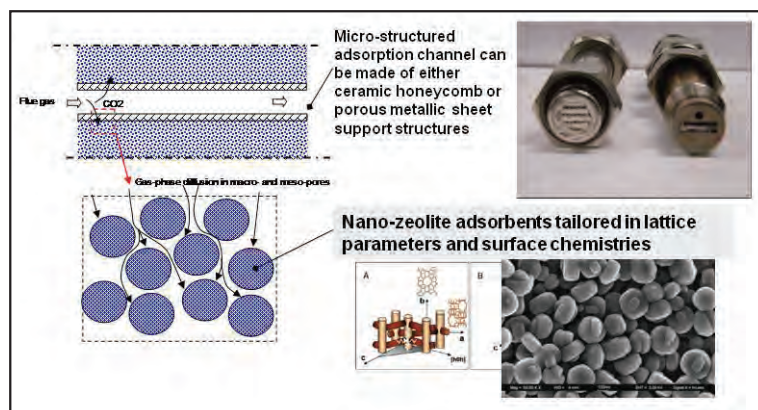 Micro-structured
adsorption channel can
be made of either
ceramic honeycomb or
porous metallic sheet
support structures
Flue gas
CO2
Gas-phase diffusion in macro- and meso-pores
Nano-zeolite adsorbents tailored in lattice
parameters and surface chemistries
A
B
b
a
c
c